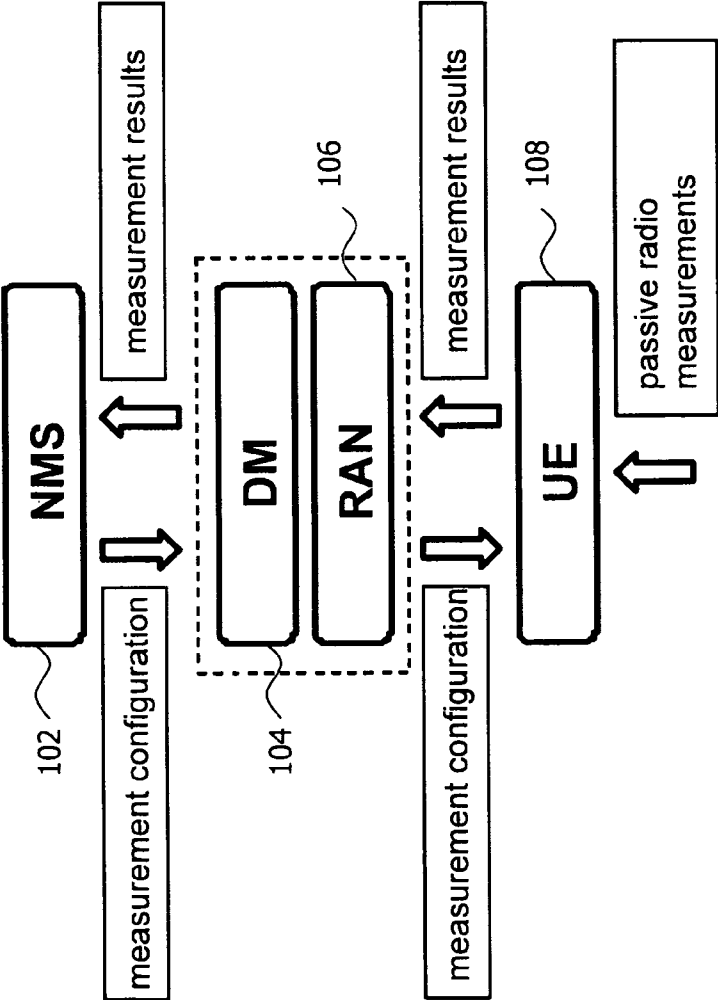 NMS
102
measurement configuration
measurement results
DM
104
RAN
106
measurement configuration
measurement results
UE
108
passive radio
measurements